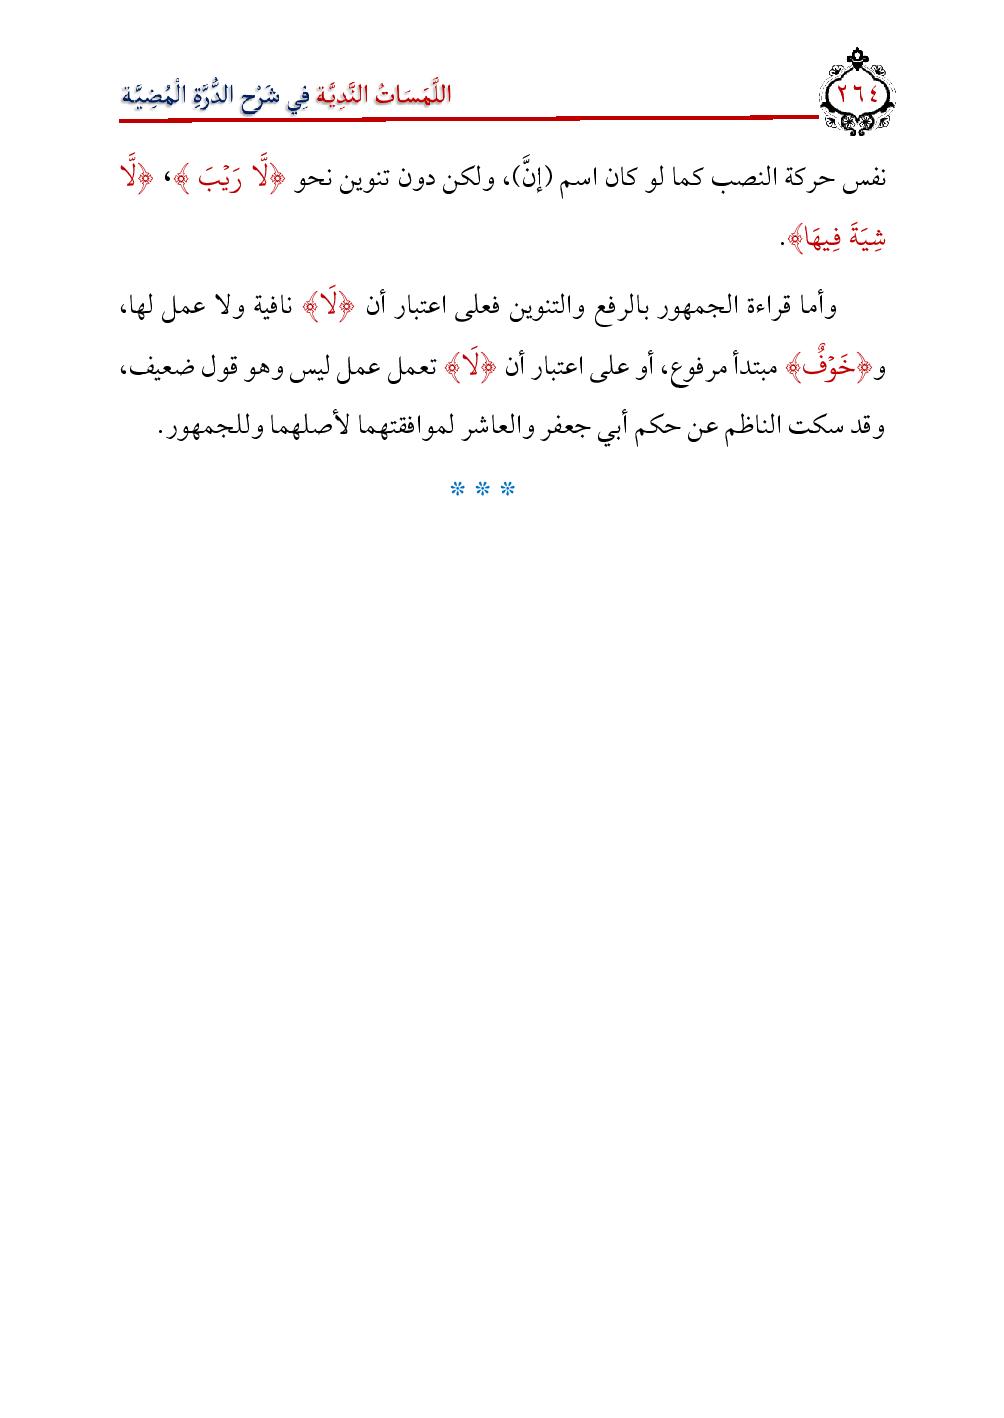 ٢٦٤
اللَّمَسَاتُ النَّدِيَّة فِي شَرْح الدُّرَّةِ الْمُضِيَّة
نفس حركة النصب كما لو كان اسم (إنَّ)، ولكن دون تنوين نحو ﴿لَّا رَيۡبَ ﴾، ﴿لَّا
شِيَةَ فِيهَا﴾.
وأما قراءة الجمهور بالرفع والتنوين فعلى اعتبار أن ﴿لَا﴾ نافية ولا عمل لها،
و﴿خَوۡفٌ﴾ مبتدأ مرفوع، أو على اعتبار أن ﴿لَا﴾ تعمل عمل ليس وهو قول ضعيف،
وقد سكت الناظم عن حكم أبي جعفر والعاشر لموافقتهما لأصلهما وللجمهور.
* * *